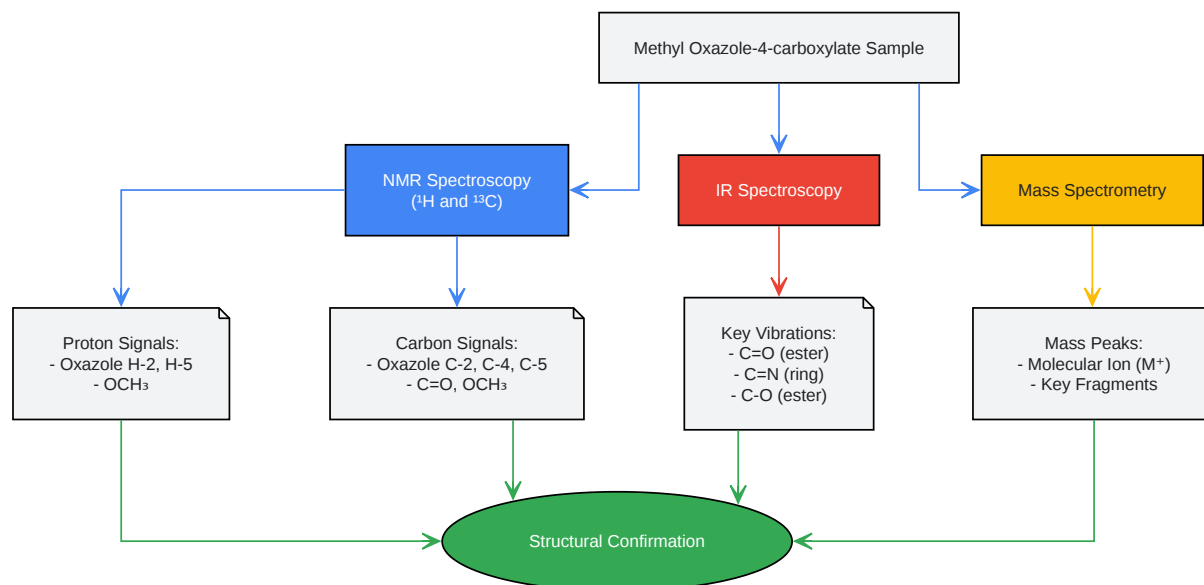 Methyl Oxazole-4-carboxylate Sample
NMR Spectroscopy
(¹H and ¹³C)
IR Spectroscopy
Mass Spectrometry
Proton Signals:
- Oxazole H-2, H-5
- OCH₃
Carbon Signals:
- Oxazole C-2, C-4, C-5
- C=O, OCH₃
Key Vibrations:
- C=O (ester)
- C=N (ring)
- C-O (ester)
Mass Peaks:
- Molecular Ion (M⁺)
- Key Fragments
Structural Confirmation